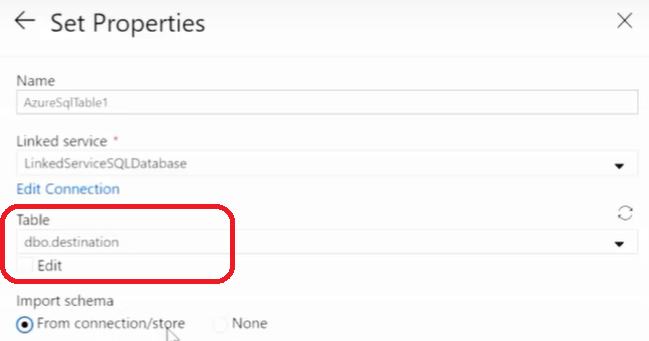 Set Properties
Name
AzureSqlTable1
Linked service *
LinkedServiceSQLDatabase
Edit Connection
Table
dbo.destination
Edit
Import schema
From connection/store None